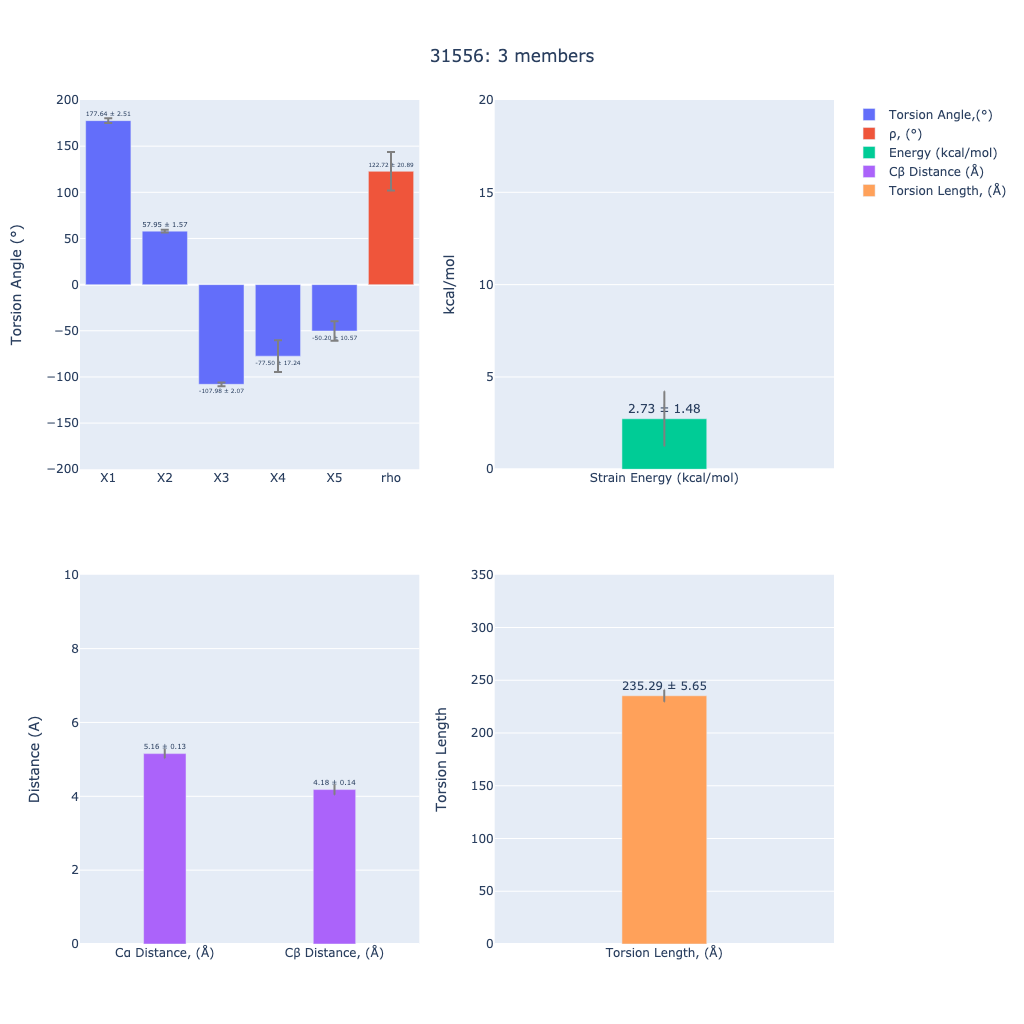 31556: 3 members
200
150
100
50
0
−50
−100
−150
−200
Torsion Angle (°)
177.64 ± 2.51
57.95 ± 1.57
-107.98 ± 2.07
-77.50 ± 17.24
-50.20 ± 10.57
122.72 ± 20.89
X1 X2 X3 X4 X5 rho
20
15
10
5
0
kcal/mol
2.73 ± 1.48
Strain Energy (kcal/mol)
Torsion Angle,(°)
ρ, (°)
Energy (kcal/mol)
Cβ Distance (Å)
Torsion Length, (Å)
10
8
6
4
2
0
Distance (A)
5.16 ± 0.13
4.18 ± 0.14
Cα Distance, (Å) Cβ Distance, (Å)
350
300
250
200
150
100
50
0
Torsion Length
235.29 ± 5.65
Torsion Length, (Å)